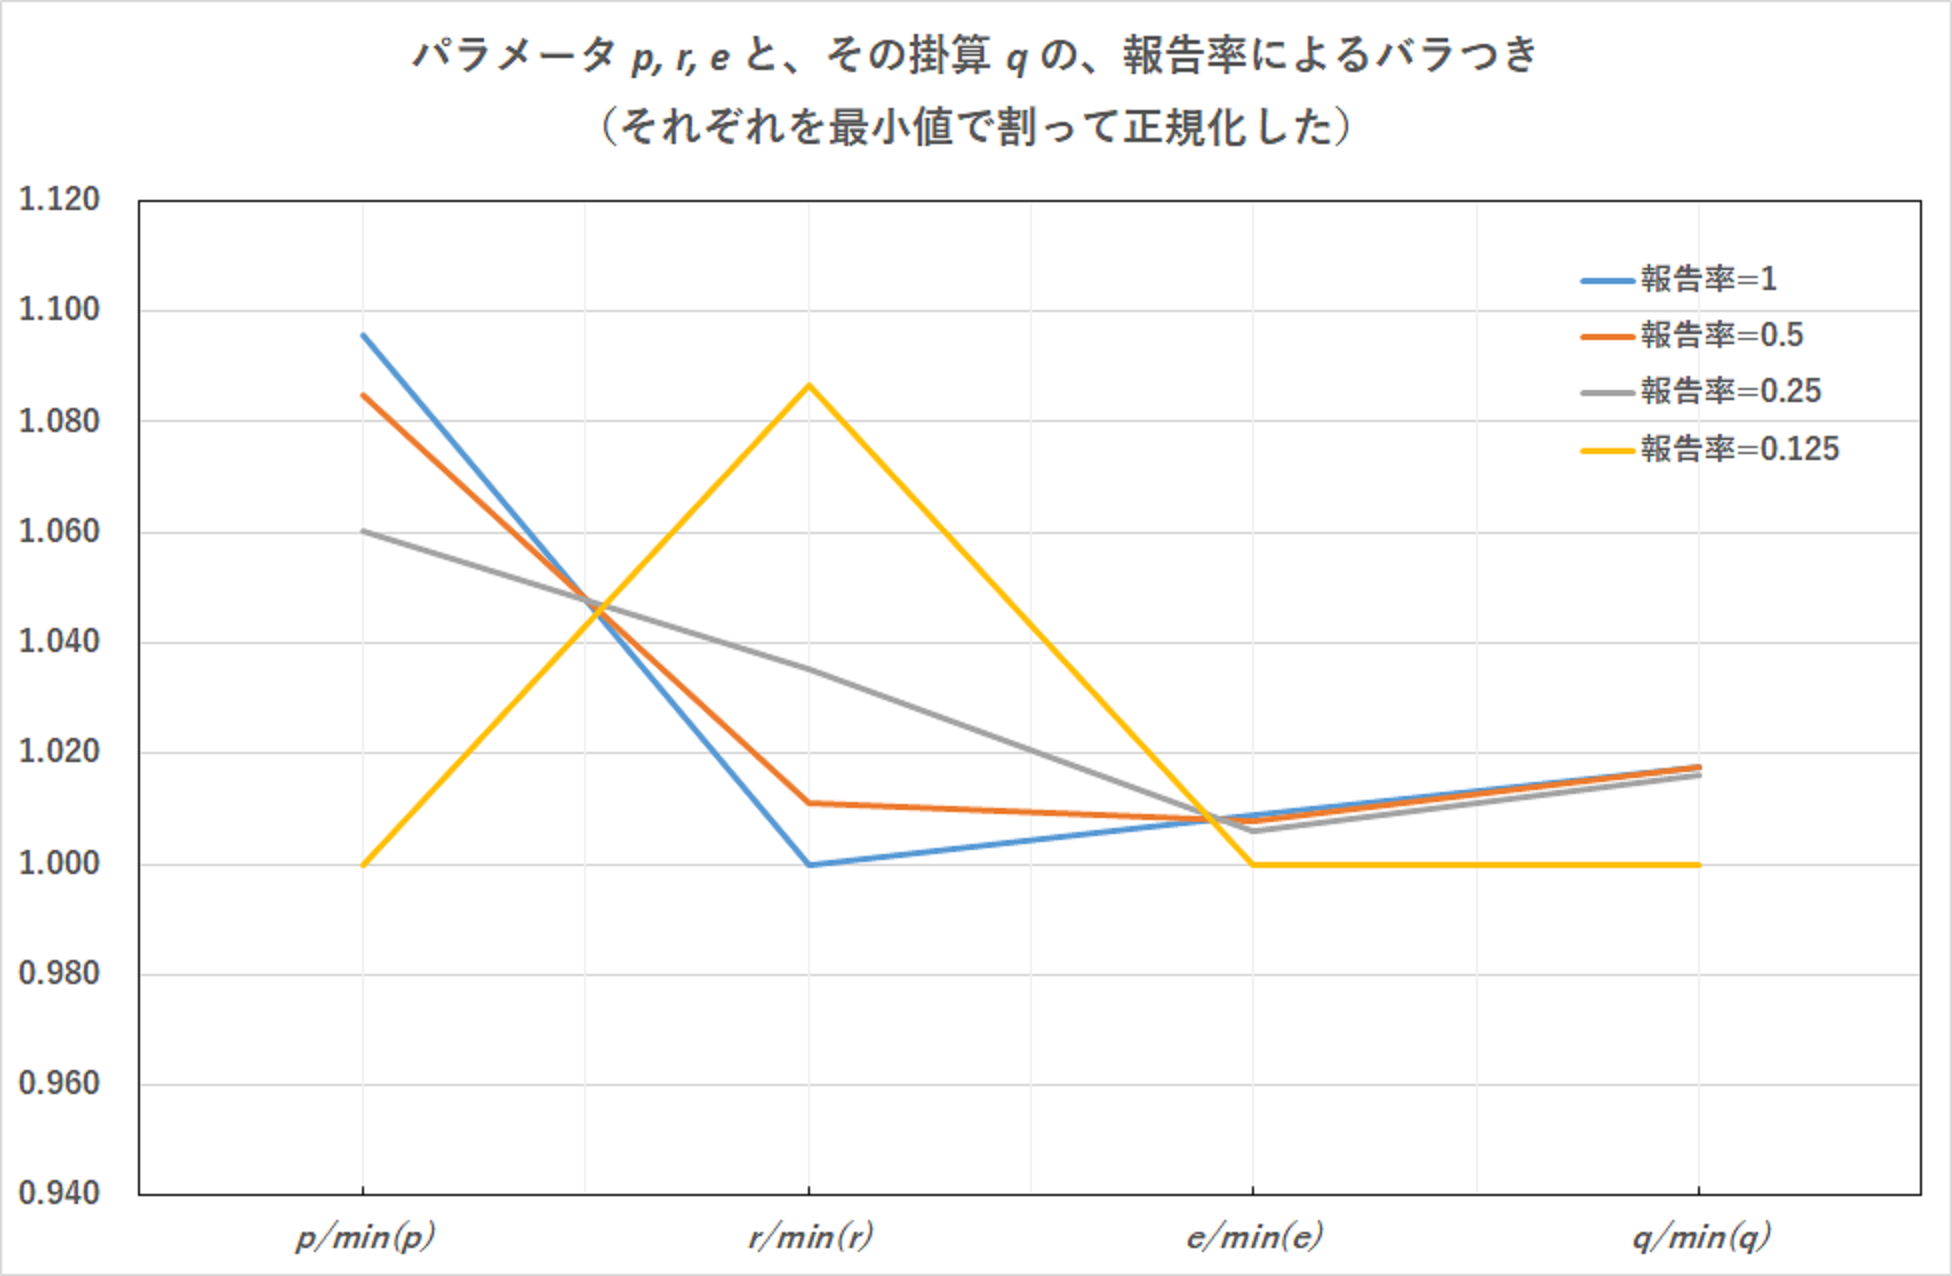 パラメータ p, r, e と、その掛算 q の、報告率によるバラつき
（それぞれを最小値で割って正規化した）
1.120
1.100
1.080
1.060
1.040
1.020
1.000
0.980
0.960
0.940
報告率=1
報告率=0.5
報告率=0.25
報告率=0.125
p/min(p)
r/min(r)
e/min(e)
q/min(q)